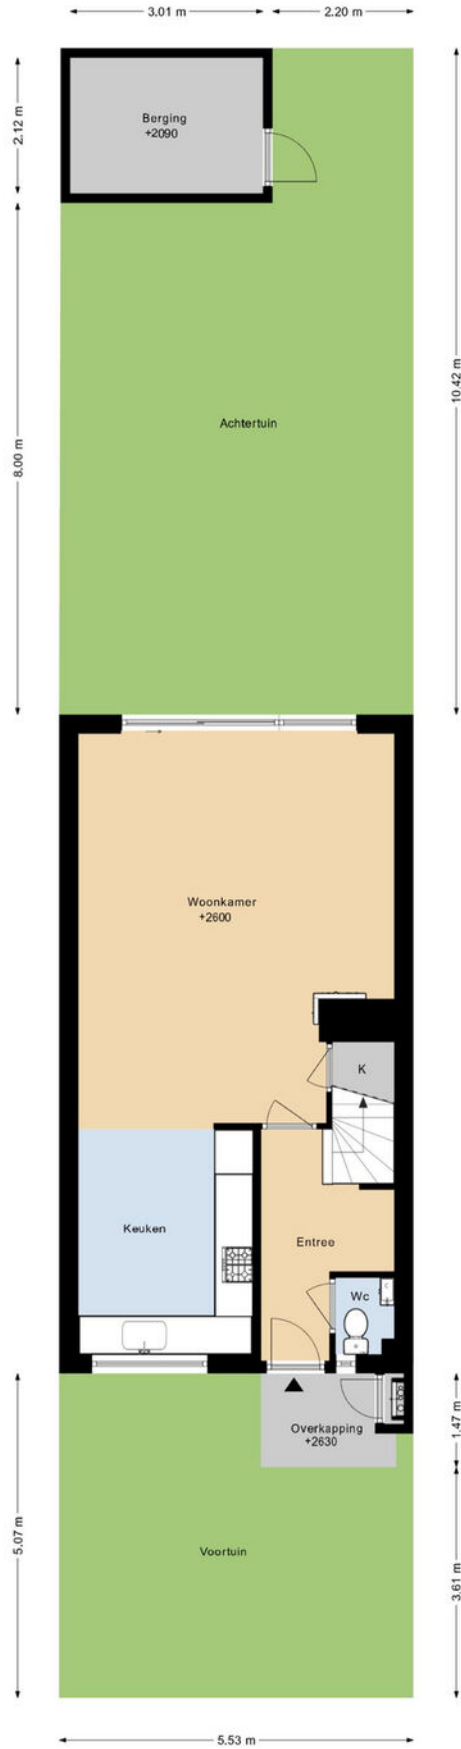 3.01 m
2.20 m
2.12 m
Berging
+2090
10.42 m
8.00 m
Achtertuin
Woonkamer
+2600
K
Keuken
Entree
Wc
Overkapping
+2630
1.47 m
5.07 m
Voortuin
3.61 m
5.53 m